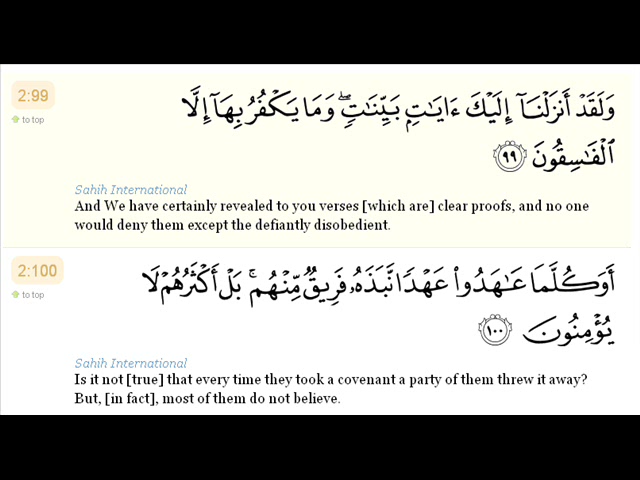 2:99
to top
وَلَقَدْ أَنزَلْنَآ إِلَيْكَ ءَايَٰتٍۭ بَيِّنَٰتٍۢ ۖ وَمَا يَكْفُرُ بِهَآ إِلَّا
ٱلْفَٰسِقُونَ ٩٩
Sahih International
And We have certainly revealed to you verses [which are] clear proofs, and no one
would deny them except the defiantly disobedient.
2:100
to top
أَوَكُلَّمَا عَٰهَدُوا۟ عَهْدًۭا نَّبَذَهُۥ فَرِيقٌۭ مِّنْهُم ۚ بَلْ أَكْثَرُهُمْ لَا
يُؤْمِنُونَ ١٠٠
Sahih International
Is it not [true] that every time they took a covenant a party of them threw it away?
But, [in fact], most of them do not believe.